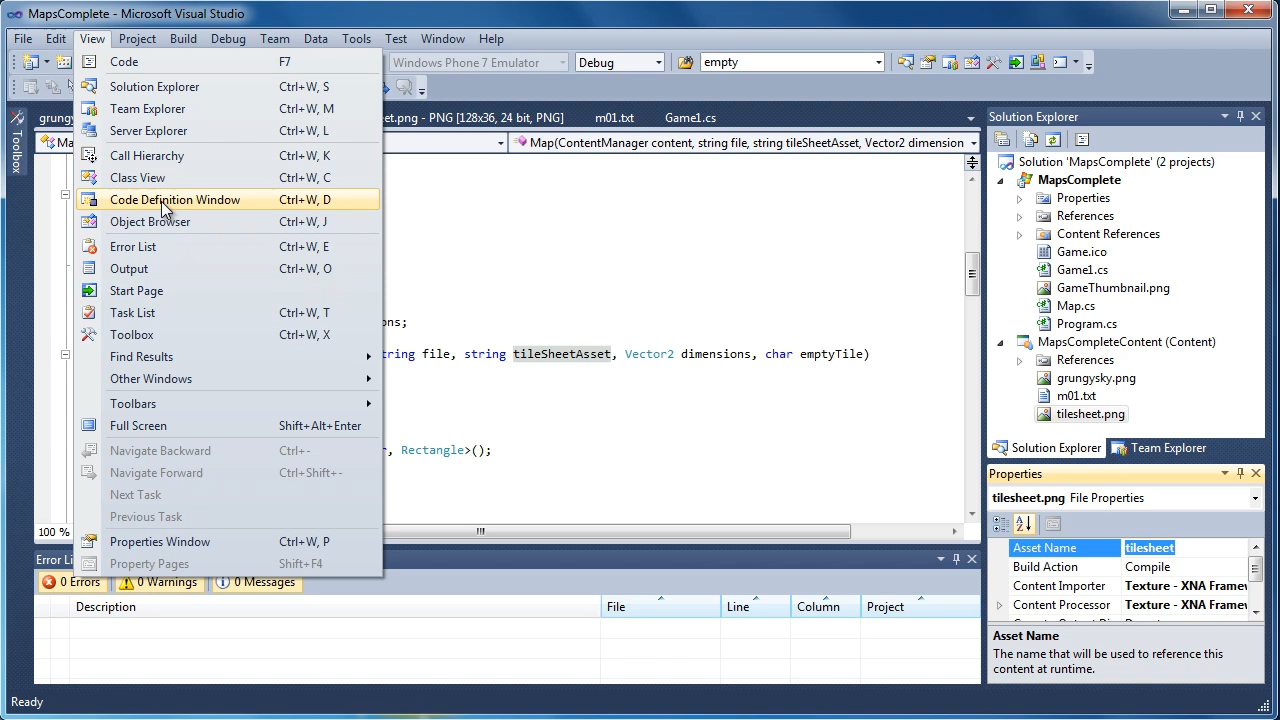 MapsComplete - Microsoft Visual Studio
File Edit View Project Build Debug Team Data Tools Test Window Help
Windows Phone 7 Emulator Debug empty
et.png - PNG [128x36, 24 bit, PNG] m01.txt Game1.cs
Map(ContentManager content, string file, string tileSheetAsset, Vector2 dimension
Toolbox
Code F7
Solution Explorer Ctrl+W, S
Team Explorer Ctrl+W, M
Server Explorer Ctrl+W, L
Call Hierarchy Ctrl+W, K
Class View Ctrl+W, C
Code Definition Window Ctrl+W, D
Object Browser Ctrl+W, J
Error List Ctrl+W, E
Output Ctrl+W, O
Start Page
Task List Ctrl+W, T
Toolbox Ctrl+W, X
Find Results
Other Windows
Toolbars
Full Screen Shift+Alt+Enter
Navigate Backward Ctrl+-
Navigate Forward Ctrl+Shift+-
Next Task
Previous Task
Properties Window Ctrl+W, P
Property Pages Shift+F4
ons;
tring file, string tileSheetAsset, Vector2 dimensions, char emptyTile)
, Rectangle>();
100 %
Error Li
0 Errors 0 Warnings 0 Messages
Description File Line Column Project
Solution Explorer
Solution 'MapsComplete' (2 projects)
MapsComplete
Properties
References
Content References
Game.ico
Game1.cs
GameThumbnail.png
Map.cs
Program.cs
MapsCompleteContent (Content)
References
grungysky.png
m01.txt
tilesheet.png
Solution Explorer Team Explorer
Properties
tilesheet.png File Properties
Asset Name tilesheet
Build Action Compile
Content Importer Texture - XNA Framew
Content Processor Texture - XNA Framew
Asset Name
The name that will be used to reference this
content at runtime.
Ready